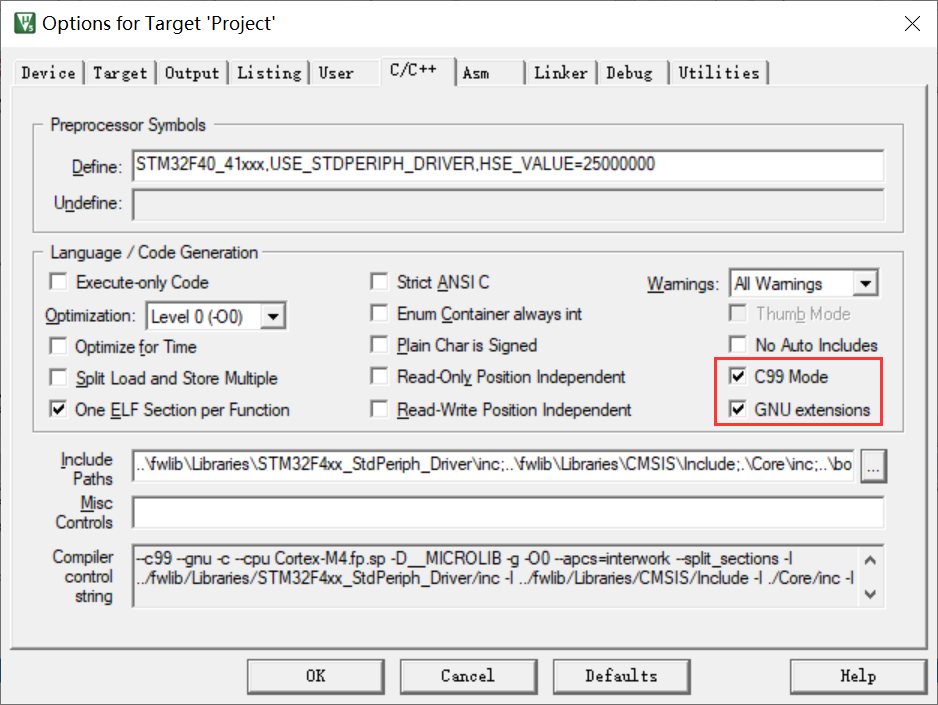 Options for Target 'Project'
Device Target Output Listing User C/C++ Asm Linker Debug Utilities
Preprocessor Symbols
Define: STM32F40_41xxx,USE_STDPERIPH_DRIVER,HSE_VALUE=25000000
Undefine:
Language / Code Generation
Execute-only Code Strict ANSI C Warnings: All Warnings
Optimization: Level 0 (-O0) Enum Container always int Thumb Mode
Optimize for Time Plain Char is Signed No Auto Includes
Split Load and Store Multiple Read-Only Position Independent C99 Mode
One ELF Section per Function Read-Write Position Independent GNU extensions
Include
Paths ..\fwlib\Libraries\STM32F4xx_StdPeriph_Driver\inc;..\fwlib\Libraries\CMSIS\Include;.\Core\inc;..\bo ...
Misc
Controls
Compiler
control
string
--c99 --gnu -c --cpu Cortex-M4.fp.sp -D__MICROLIB -g -O0 --apcs=interwork --split_sections -I
../fwlib/Libraries/STM32F4xx_StdPeriph_Driver/inc -I ../fwlib/Libraries/CMSIS/Include -I ./Core/inc -I
OK Cancel Defaults Help